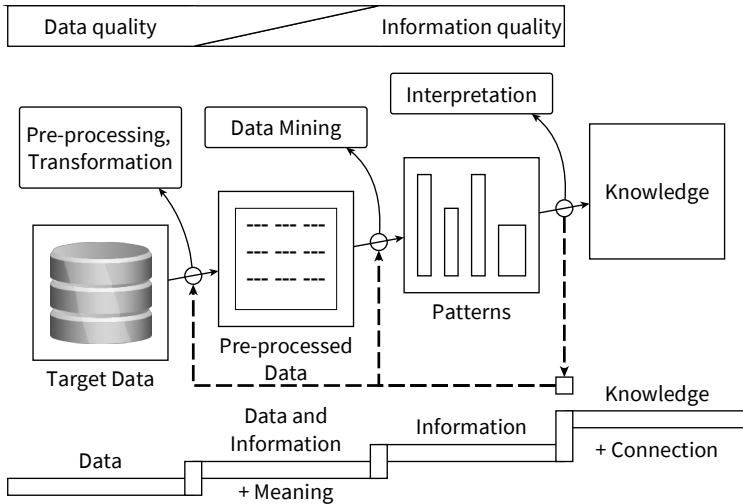 Data quality
Information quality
Interpretation
Data Mining
Pre-processing,
Transformation
Knowledge
Patterns
Pre-processed
Data
Target Data
Knowledge
Data and
Information
Information
Data
+ Connection
+ Meaning